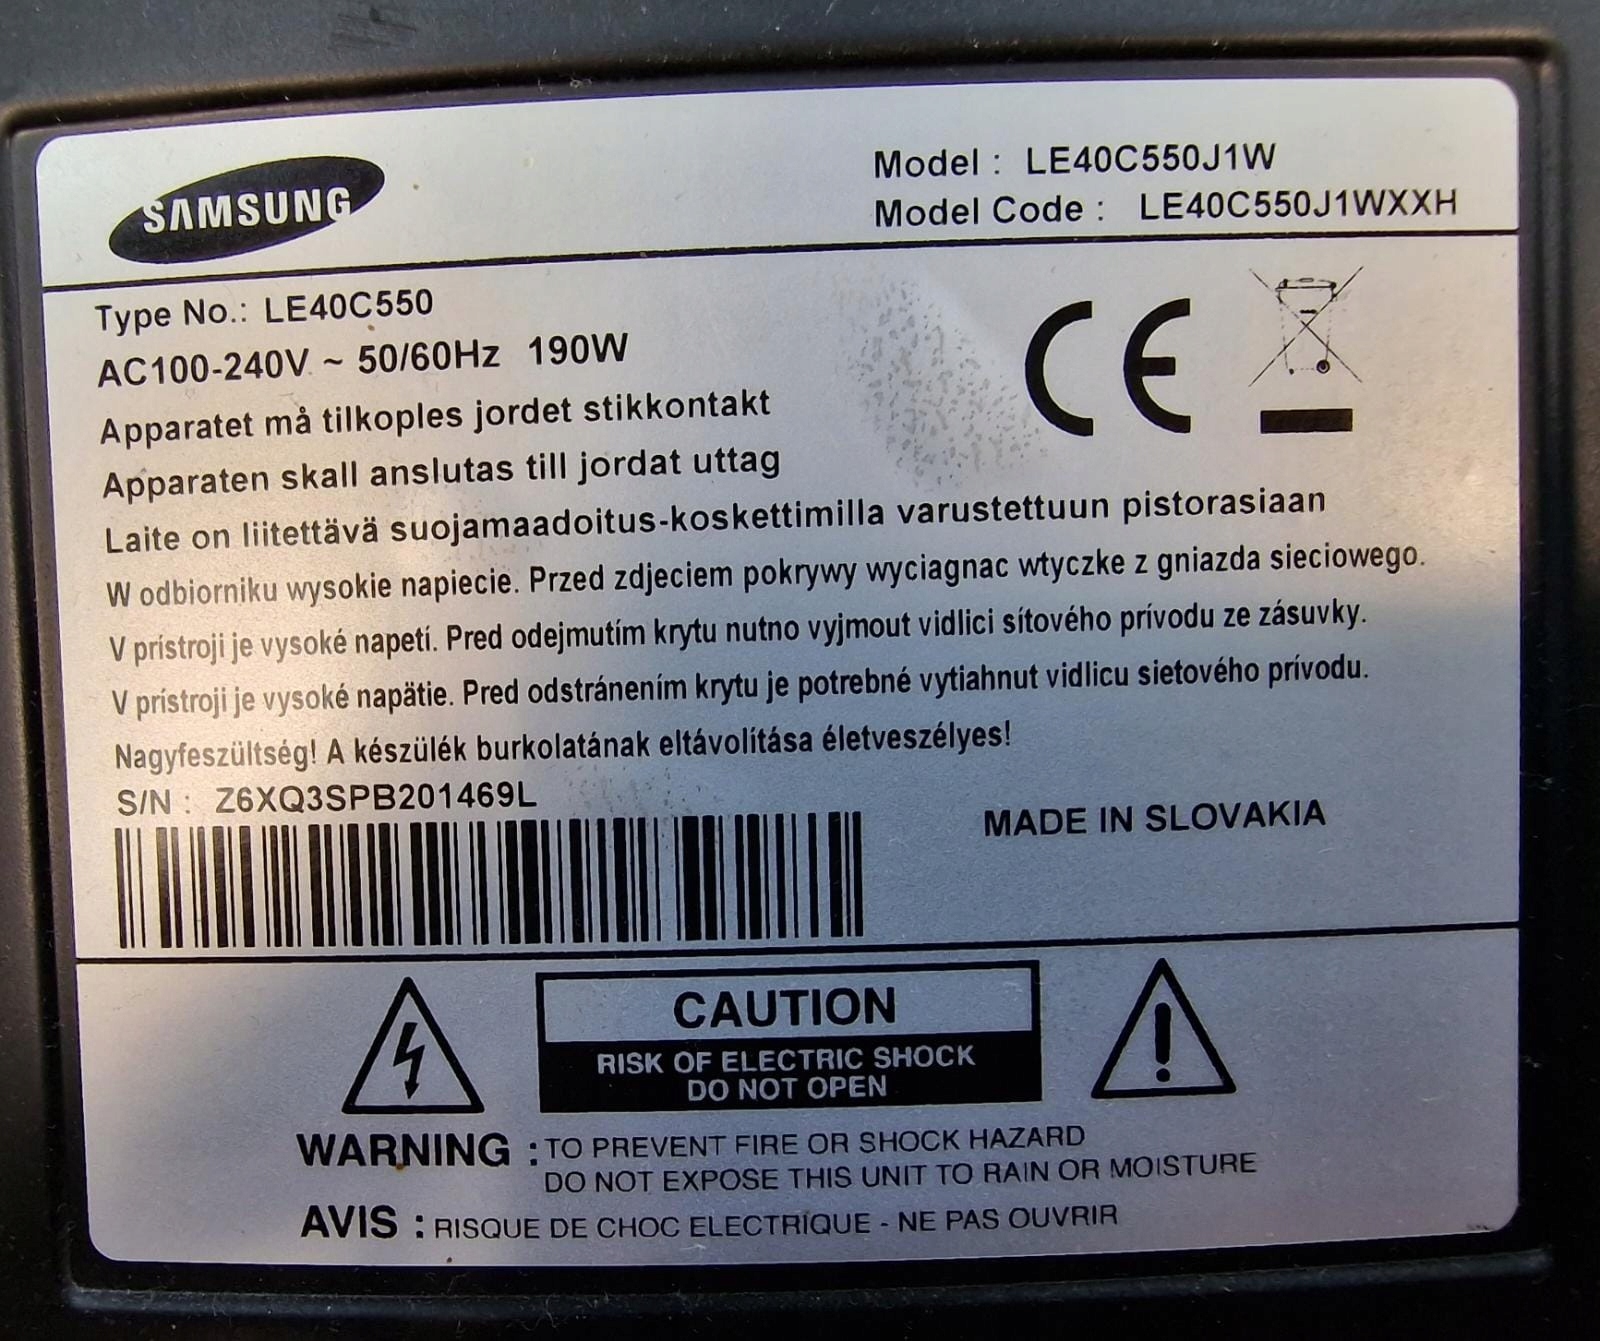 SAMSUNG
Model : LE40C550J1W
Model Code : LE40C550J1WXXH
Type No.: LE40C550
AC100-240V ~ 50/60Hz 190W
Apparatet må tilkoples jordet stikkontakt
Apparaten skall anslutas till jordat uttag
Laite on liitettävä suojamaadoitus-koskettimilla varustettuun pistorasiaan
W odbiorniku wysokie napiecie. Przed zdjeciem pokrywy wyciagnac wtyczke z gniazda sieciowego.
V prístroji je vysoké napetí. Pred odejmutím krytu nutno vyjmout vidlici sítového prívodu ze zásuvky.
V prístroji je vysoké napätie. Pred odstránením krytu je potrebné vytiahnut vidlicu sietového prívodu.
Nagyfeszültség! A készülék burkolatának eltávolítása életveszélyes!
S/N : Z6XQ3SPB201469L
MADE IN SLOVAKIA
CAUTION
RISK OF ELECTRIC SHOCK
DO NOT OPEN
WARNING : TO PREVENT FIRE OR SHOCK HAZARD
DO NOT EXPOSE THIS UNIT TO RAIN OR MOISTURE
AVIS : RISQUE DE CHOC ELECTRIQUE - NE PAS OUVRIR